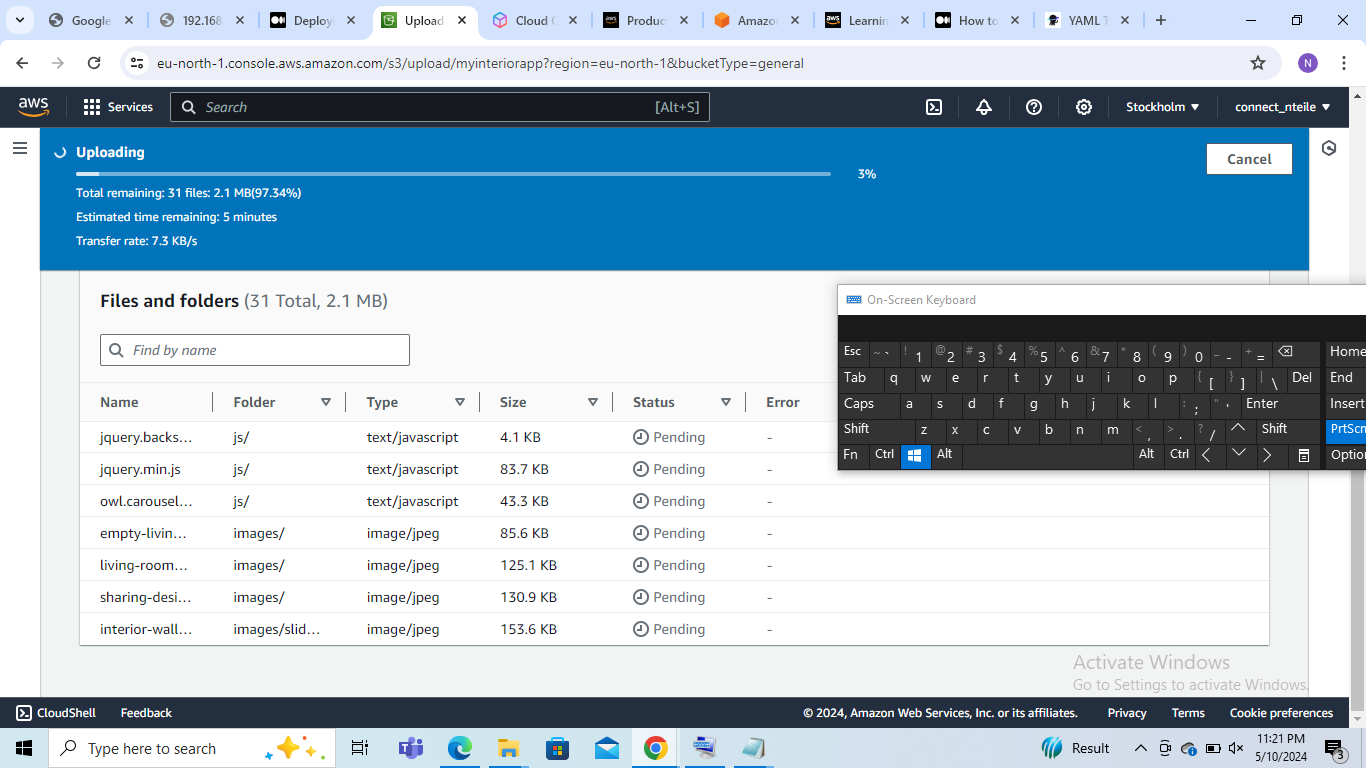 Google
192.168
Deploy
Upload
Cloud C
aws Produc
Amazo
aws Learnin
How to
YAML T
eu-north-1.console.aws.amazon.com/s3/upload/myinteriorapp?region=eu-north-1&bucketType=general
N
aws Services Search [Alt+S] Stockholm connect_nteile
Uploading
3%
Cancel
Total remaining: 31 files: 2.1 MB(97.34%)
Estimated time remaining: 5 minutes
Transfer rate: 7.3 KB/s
Files and folders (31 Total, 2.1 MB)
Find by name
Name Folder Type Size Status Error
jquery.backs... js/ text/javascript 4.1 KB Pending -
jquery.min.js js/ text/javascript 83.7 KB Pending -
owl.carousel... js/ text/javascript 43.3 KB Pending -
empty-livin... images/ image/jpeg 85.6 KB Pending -
living-room... images/ image/jpeg 125.1 KB Pending -
sharing-desi... images/ image/jpeg 130.9 KB Pending -
interior-wall... images/slid... image/jpeg 153.6 KB Pending -
On-Screen Keyboard
Esc ~ ` ! 1 @ 2 # 3 $ 4 % 5 ^ 6 & 7 * 8 ( 9 ) 0 _ - + = Home
Tab q w e r t y u i o p { [ } ] | \ Del End
Caps a s d f g h j k l : ; " ' Enter Insert
Shift z x c v b n m < , > . ? / Shift PrtScn
Fn Ctrl Alt Alt Ctrl Optio
Activate Windows
Go to Settings to activate Windows.
CloudShell Feedback © 2024, Amazon Web Services, Inc. or its affiliates. Privacy Terms Cookie preferences
Type here to search
Result
11:21 PM
5/10/2024
3